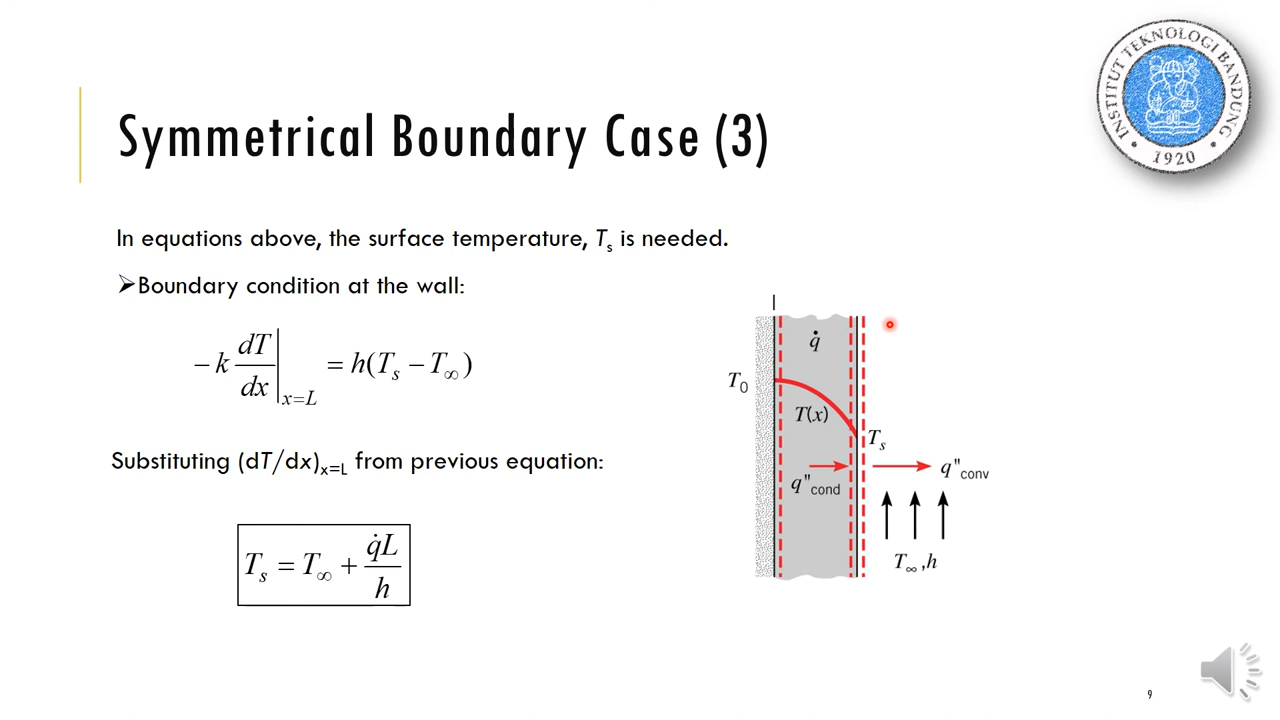 INSTITUT TEKNOLOGI BANDUNG
1920
Symmetrical Boundary Case (3)
In equations above, the surface temperature, Tₛ is needed.
➢Boundary condition at the wall:
−k dT/dx |ₓ₌L = h(Tₛ − T∞)
Substituting (dT/dx)ₓ₌L from previous equation:
Tₛ = T∞ + q̇L/h
q̇
T₀
T(x)
Tₛ
q"cond
q"conv
T∞,h
9